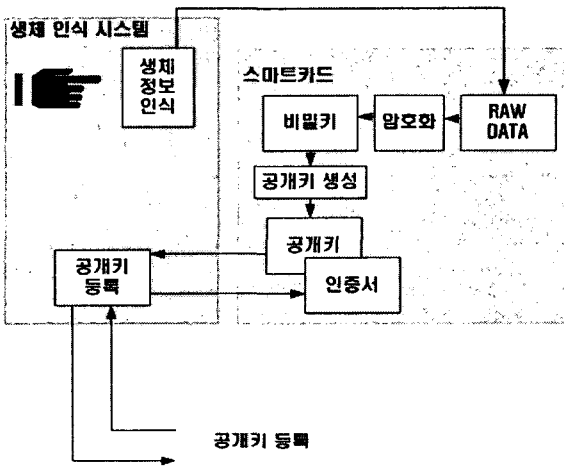 생체 인식 시스템
생체
정보
인식
스마트카드
비밀키
암호화
RAW
DATA
공개키 생성
공개키
인증서
공개키
등록
공개키 등록